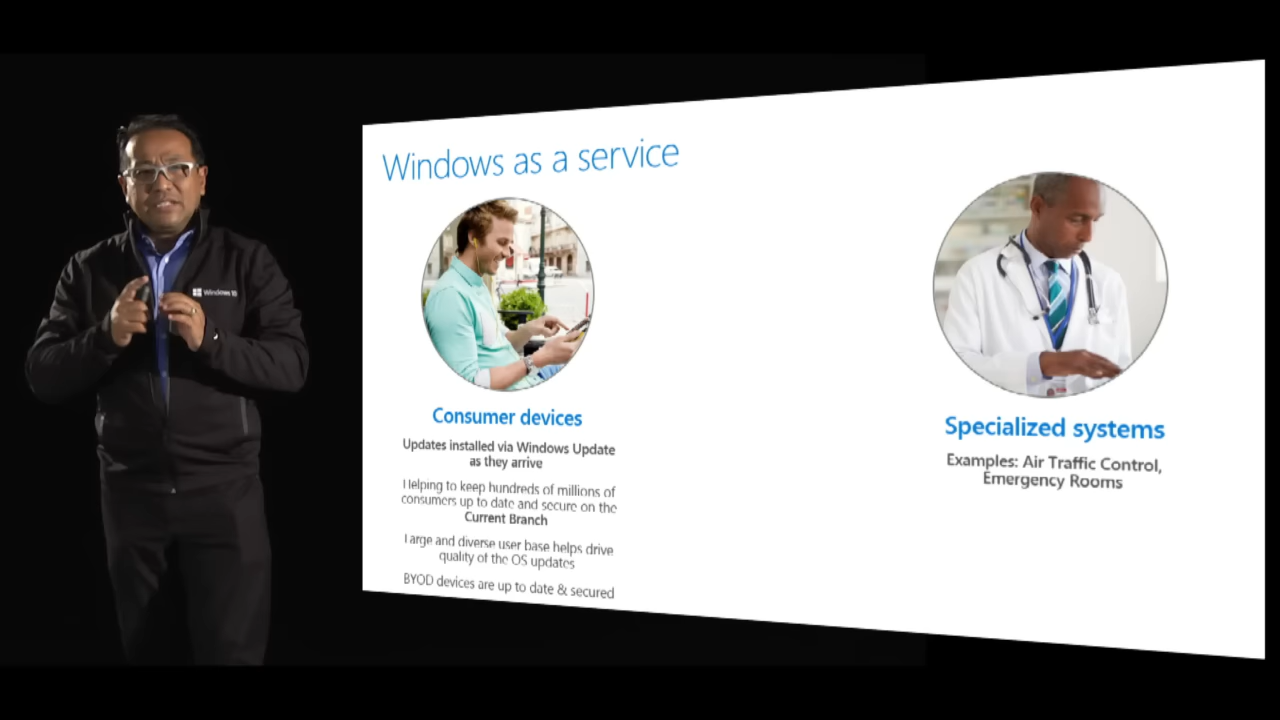 Windows as a service
Windows 10
Consumer devices
Updates installed via Windows Update
as they arrive
Helping to keep hundreds of millions of
consumers up to date and secure on the
Current Branch
Large and diverse user base helps drive
quality of the OS updates
BYOD devices are up to date & secured
Specialized systems
Examples: Air Traffic Control,
Emergency Rooms